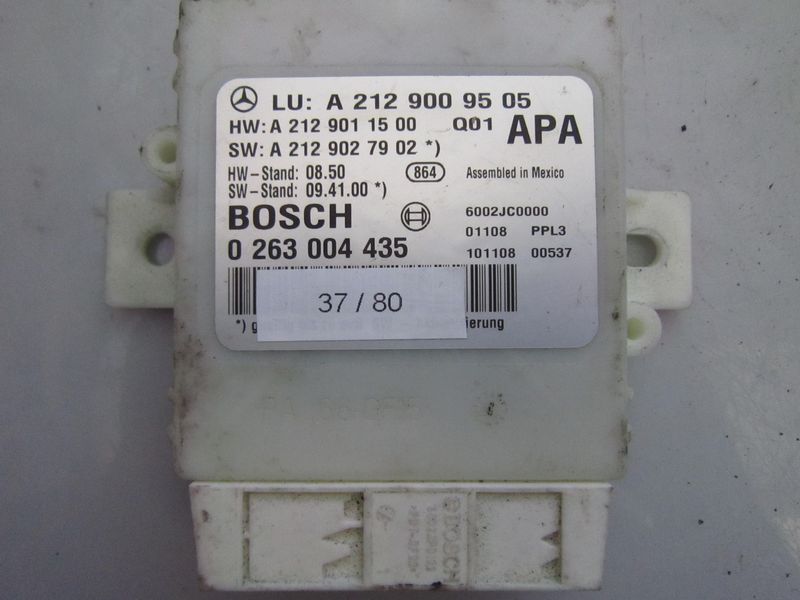 LU: A 212 900 95 05
HW: A 212 901 15 00 Q01 APA
SW: A 212 902 79 02 *)
HW-Stand: 08.50 864 Assembled in Mexico
SW-Stand: 09.41.00 *)
BOSCH 6002JC0000
0 263 004 435 01108 PPL3
101108 00537
37 / 80
*)
BOSCH